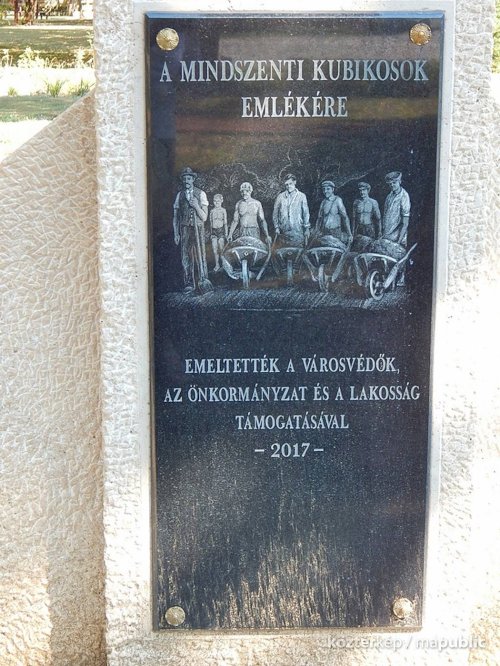 A MINDSZENTI KUBIKOSOK
EMLÉKÉRE
EMELTETTÉK A VÁROSVÉDŐK,
AZ ÖNKORMÁNYZAT ÉS A LAKOSSÁG
TÁMOGATÁSÁVAL
– 2017 –
köztérkép / mapublic